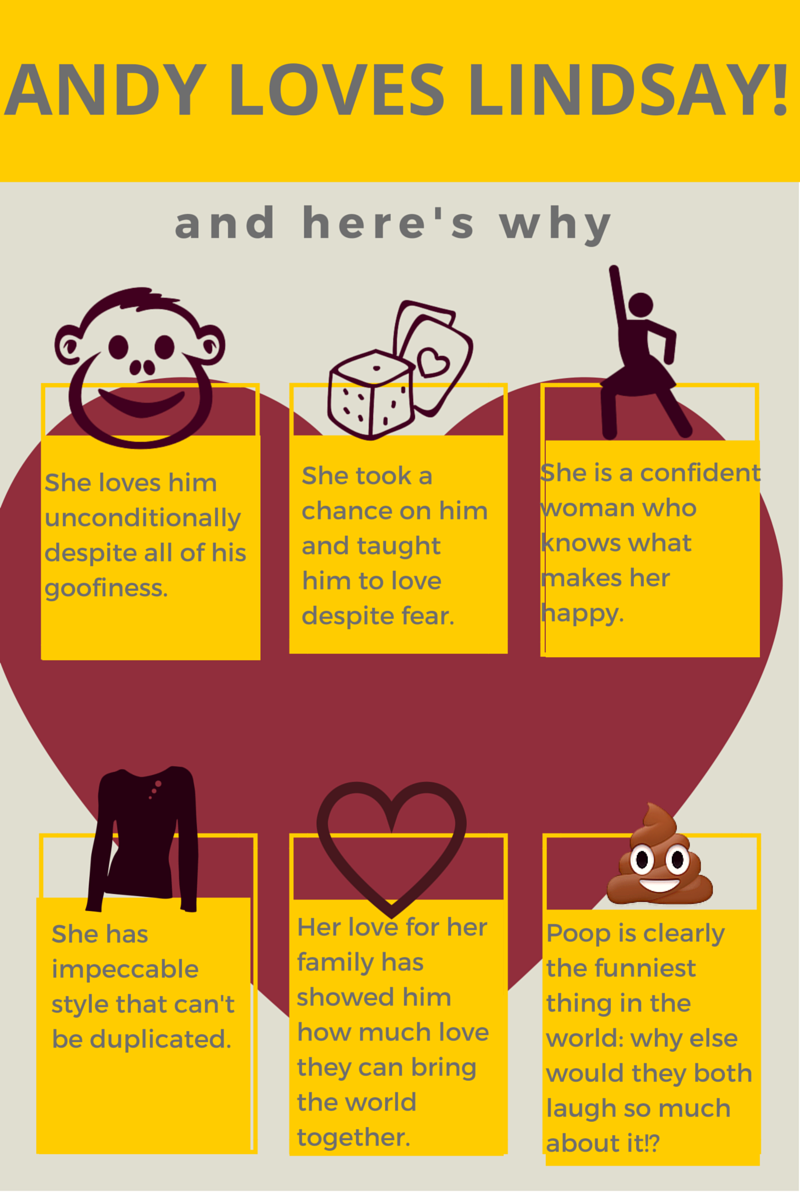 ANDY LOVES LINDSAY!
and here's why
She loves him
unconditionally
despite all of his
goofiness.
She took a
chance on him
and taught
him to love
despite fear.
She is a confident
woman who
knows what
makes her
happy.
She has
impeccable
style that can't
be duplicated.
Her love for her
family has
showed him
how much love
they can bring
the world
together.
Poop is clearly
the funniest
thing in the
world: why else
would they both
laugh so much
about it!?